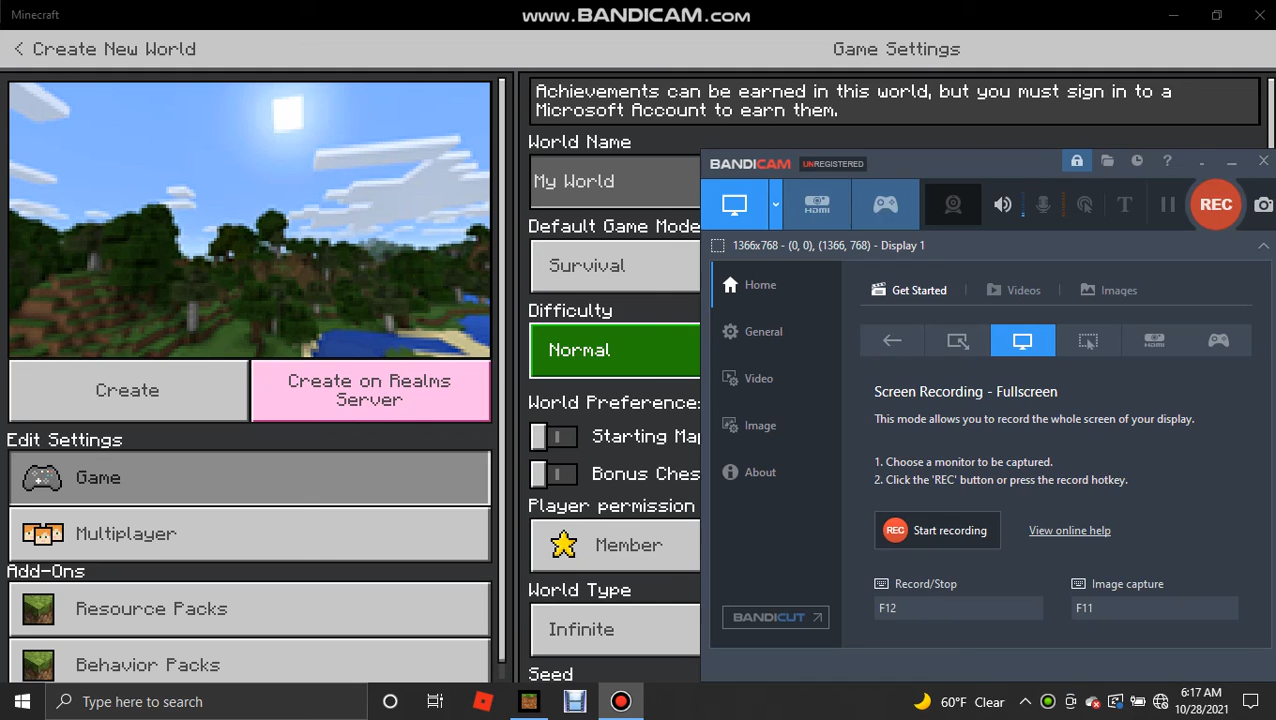 Minecraft
www.BANDICAM.com
Create New World
Game Settings
Achievements can be earned in this world, but you must sign in to a
Microsoft Account to earn them.
World Name
My World
Default Game Mode
Survival
Difficulty
Normal
World Preferences
Starting Map
Bonus Ches
Player permission
Member
World Type
Infinite
Seed
Create
Create on Realms
Server
Edit Settings
Game
Multiplayer
Add-Ons
Resource Packs
Behavior Packs
BANDICAM UNREGISTERED
HDMI
T
REC
1366x768 - (0, 0), (1366, 768) - Display 1
Home
General
Video
Image
About
BANDICUT
Get Started
Videos
Images
HDMI
Screen Recording - Fullscreen
This mode allows you to record the whole screen of your display.
1. Choose a monitor to be captured.
2. Click the 'REC' button or press the record hotkey.
REC Start recording
View online help
Record/Stop
F12
Image capture
F11
Type here to search
60°F Clear
6:17 AM
10/28/2021